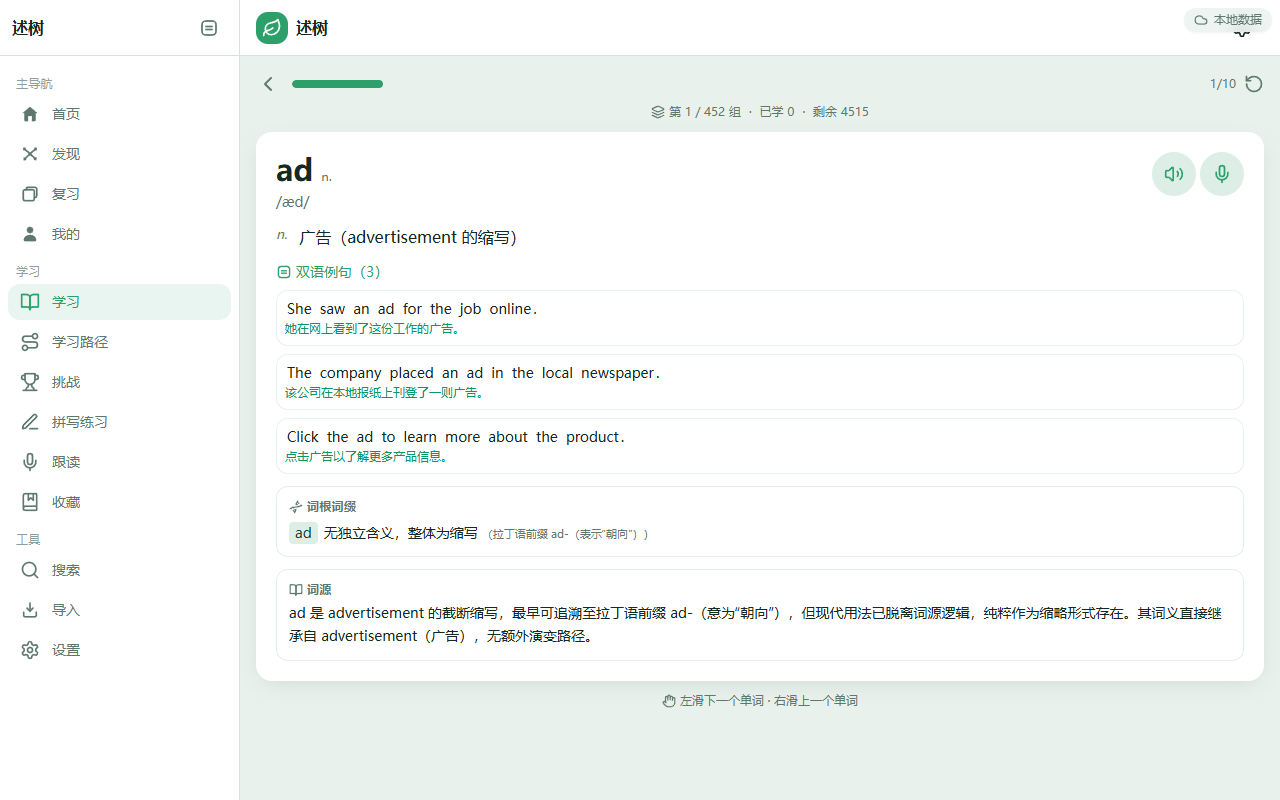 述树
述树
本地数据
主导航
首页
发现
复习
我的
学习
学习
学习路径
挑战
拼写练习
跟读
收藏
工具
搜索
导入
设置
1/10
第 1 / 452 组 · 已学 0 · 剩余 4515
ad n.
/æd/
n. 广告（advertisement 的缩写）
双语例句（3）
She saw an ad for the job online.
她在网上看到了这份工作的广告。
The company placed an ad in the local newspaper.
该公司在本地报纸上刊登了一则广告。
Click the ad to learn more about the product.
点击广告以了解更多产品信息。
词根词缀
ad 无独立含义，整体为缩写 （拉丁语前缀 ad-（表示“朝向”））
词源
ad 是 advertisement 的截断缩写，最早可追溯至拉丁语前缀 ad-（意为“朝向”），但现代用法已脱离词源逻辑，纯粹作为缩略形式存在。其词义直接继
承自 advertisement（广告），无额外演变路径。
左滑下一个单词 · 右滑上一个单词